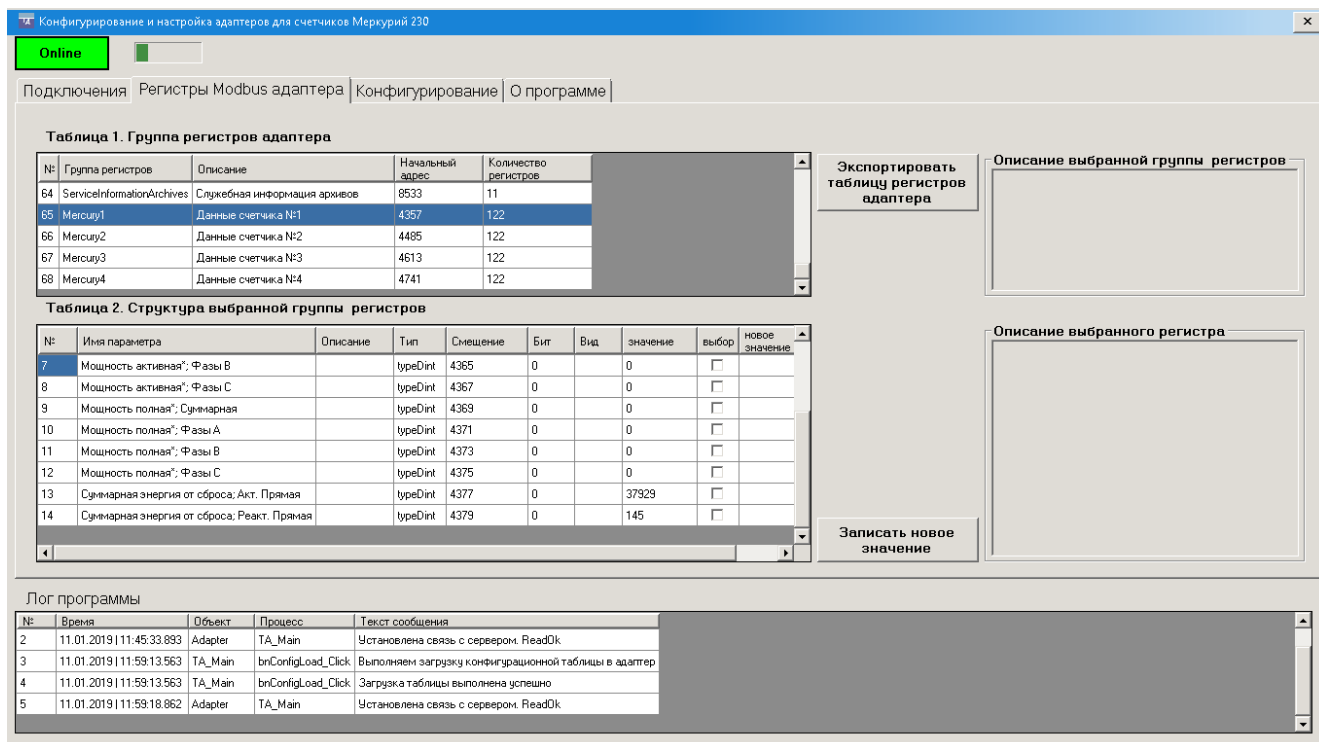 Конфигурирование и настройка адаптеров для счетчиков Меркурий 230
Online
Подключения Регистры Modbus адаптера Конфигурирование О программе
Таблица 1. Группа регистров адаптера
№ Группа регистров Описание Начальный адрес Количество регистров
64 ServiceInformationArchives Служебная информация архивов 8533 11
65 Mercury1 Данные счетчика №1 4357 122
66 Mercury2 Данные счетчика №2 4485 122
67 Mercury3 Данные счетчика №3 4613 122
68 Mercury4 Данные счетчика №4 4741 122
Экспортировать
таблицу регистров
адаптера
Описание выбранной группы регистров
Таблица 2. Структура выбранной группы регистров
№ Имя параметра Описание Тип Смещение Бит Вид значение выбор новое значение
7 Мощность активная*; Фазы B typeDint 4365 0 0
8 Мощность активная*; Фазы C typeDint 4367 0 0
9 Мощность полная*; Суммарная typeDint 4369 0 0
10 Мощность полная*; Фазы A typeDint 4371 0 0
11 Мощность полная*; Фазы B typeDint 4373 0 0
12 Мощность полная*; Фазы C typeDint 4375 0 0
13 Суммарная энергия от сброса; Акт. Прямая typeDint 4377 0 37929
14 Суммарная энергия от сброса; Реакт. Прямая typeDint 4379 0 145
Записать новое
значение
Описание выбранного регистра
Лог программы
№ Время Объект Процесс Текст сообщения
2 11.01.2019 | 11:45:33.893 Adapter TA_Main Установлена связь с сервером. ReadOk
3 11.01.2019 | 11:59:13.563 TA_Main bnConfigLoad_Click Выполняем загрузку конфигурационной таблицы в адаптер
4 11.01.2019 | 11:59:13.563 TA_Main bnConfigLoad_Click Загрузка таблицы выполнена успешно
5 11.01.2019 | 11:59:18.862 Adapter TA_Main Установлена связь с сервером. ReadOk